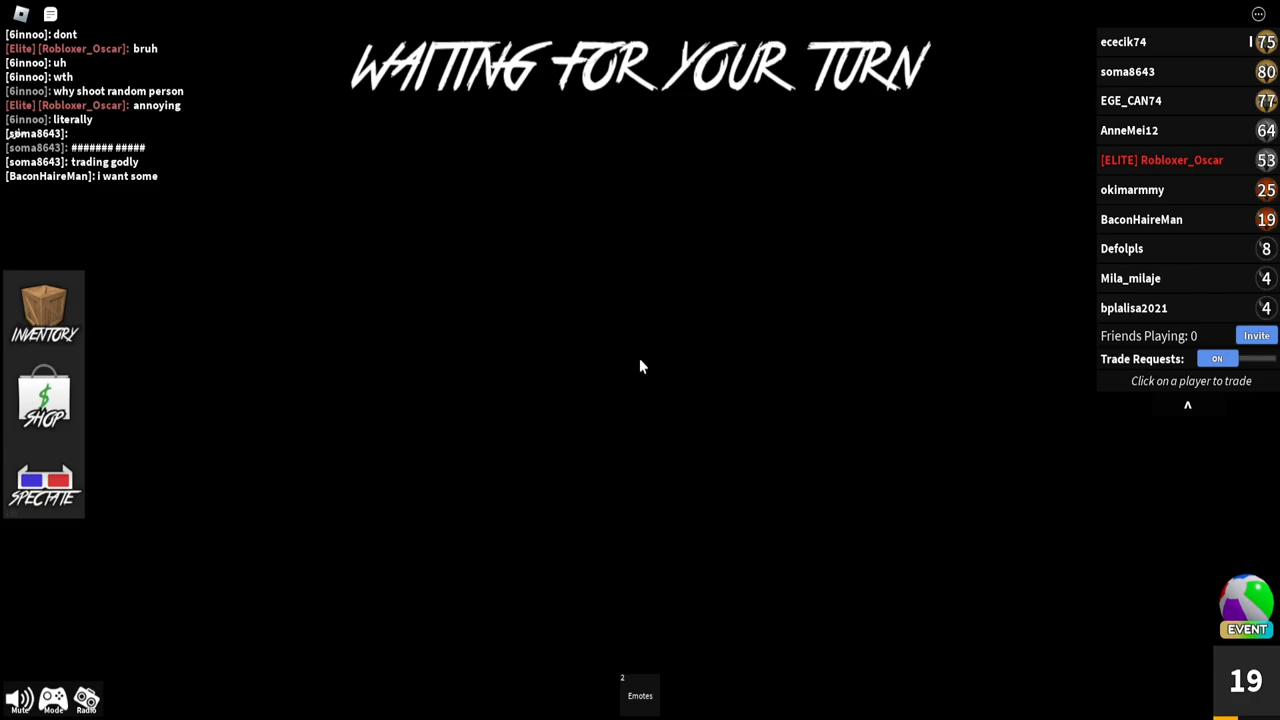 [6innoo]: dont
[Elite] [Robloxer_Oscar]: bruh
[6innoo]: uh
[6innoo]: wth
[6innoo]: why shoot random person
[Elite] [Robloxer_Oscar]: annoying
[6innoo]: literally
[soma8643]:
[soma8643]: ####### #####
[soma8643]: trading godly
[BaconHaireMan]: i want some
WAITING FOR YOUR TURN
ececik74 75
soma8643 80
EGE_CAN74 77
AnneMei12 64
[ELITE] Robloxer_Oscar 53
okimarmmy 25
BaconHaireMan 19
Defolpls 8
Mila_milaje 4
bplalisa2021 4
Friends Playing: 0 Invite
Trade Requests: ON
Click on a player to trade
^
INVENTORY
$
SHOP
SPECTATE
EVENT
19
2
Emotes
Mute Mode Radio